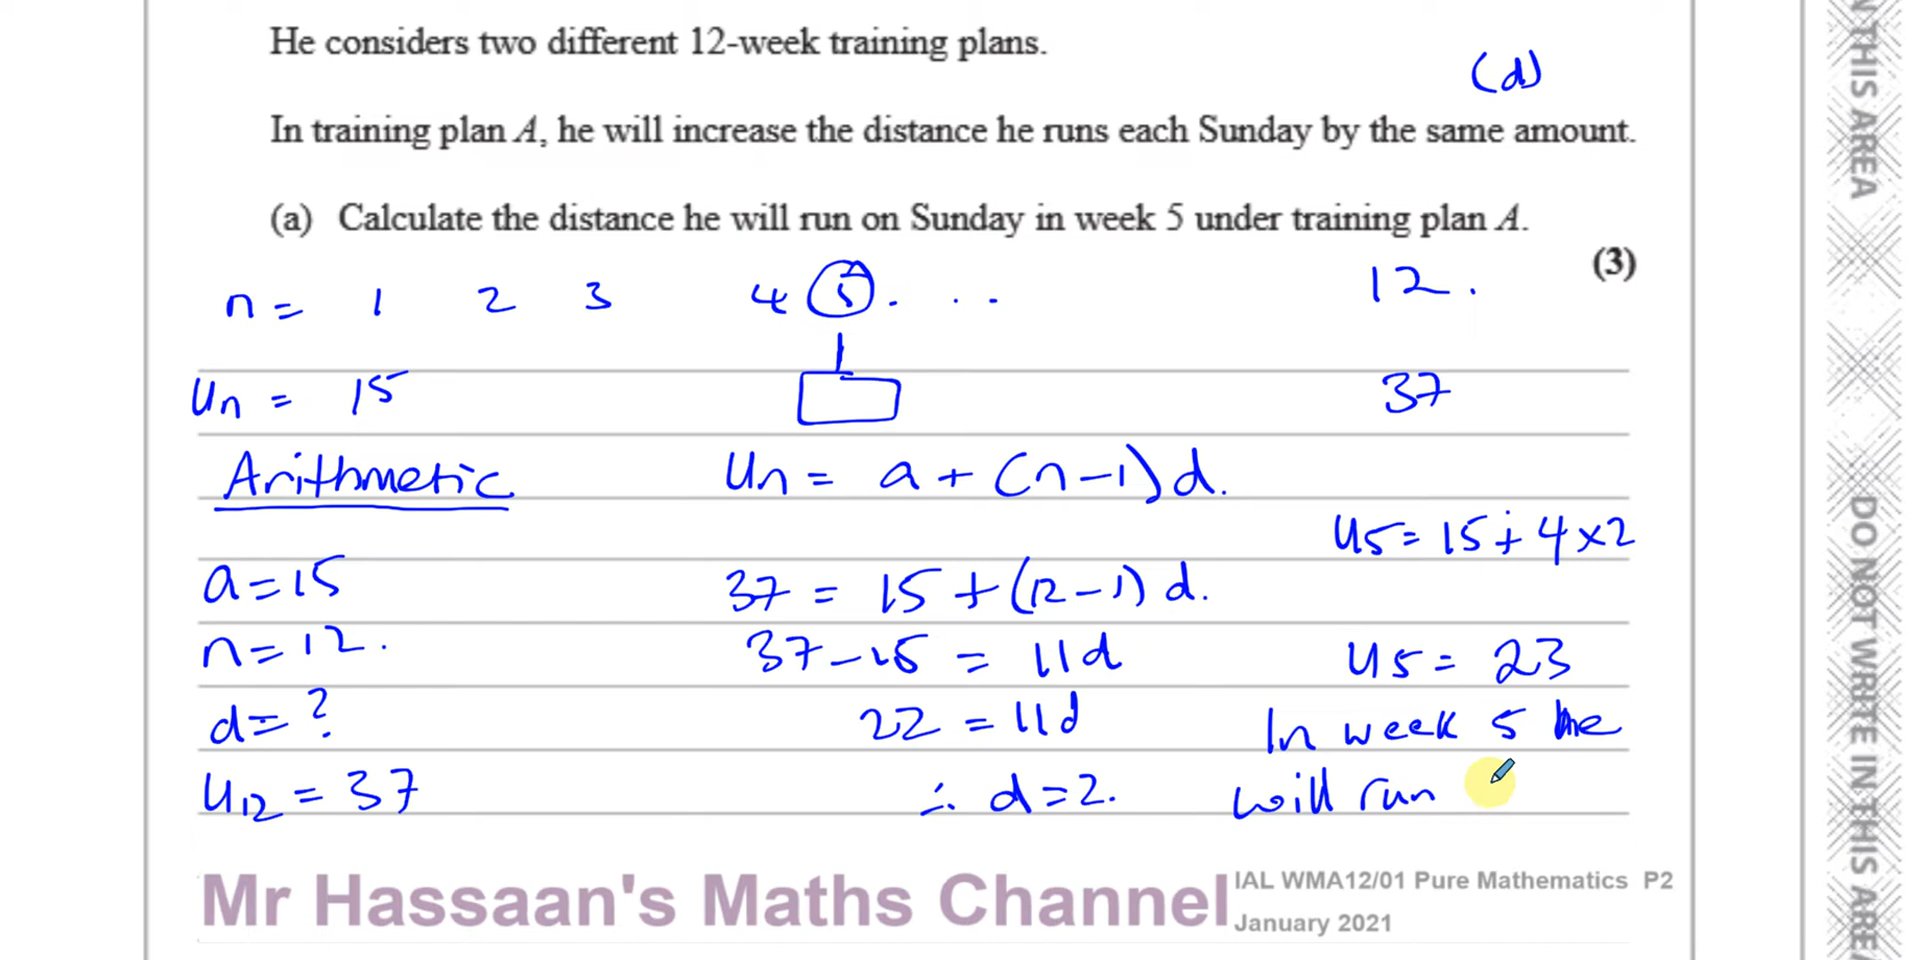 He considers two different 12-week training plans.
(d)
In training plan A, he will increase the distance he runs each Sunday by the same amount.
(a) Calculate the distance he will run on Sunday in week 5 under training plan A.
(3)
n = 1 2 3 4 5 . . . 12.
Un = 15 37
Arithmetic Un = a + (n-1)d.
U5 = 15 + 4×2
a = 15 37 = 15 + (12-1)d.
n = 12. 37 - 15 = 11d U5 = 23
d = ? 22 = 11d In week 5 he
U12 = 37 ∴ d = 2. will run
Mr Hassaan's Maths Channel
IAL WMA12/01 Pure Mathematics P2
January 2021
N THIS AREA
DO NOT WRITE IN THIS AREA